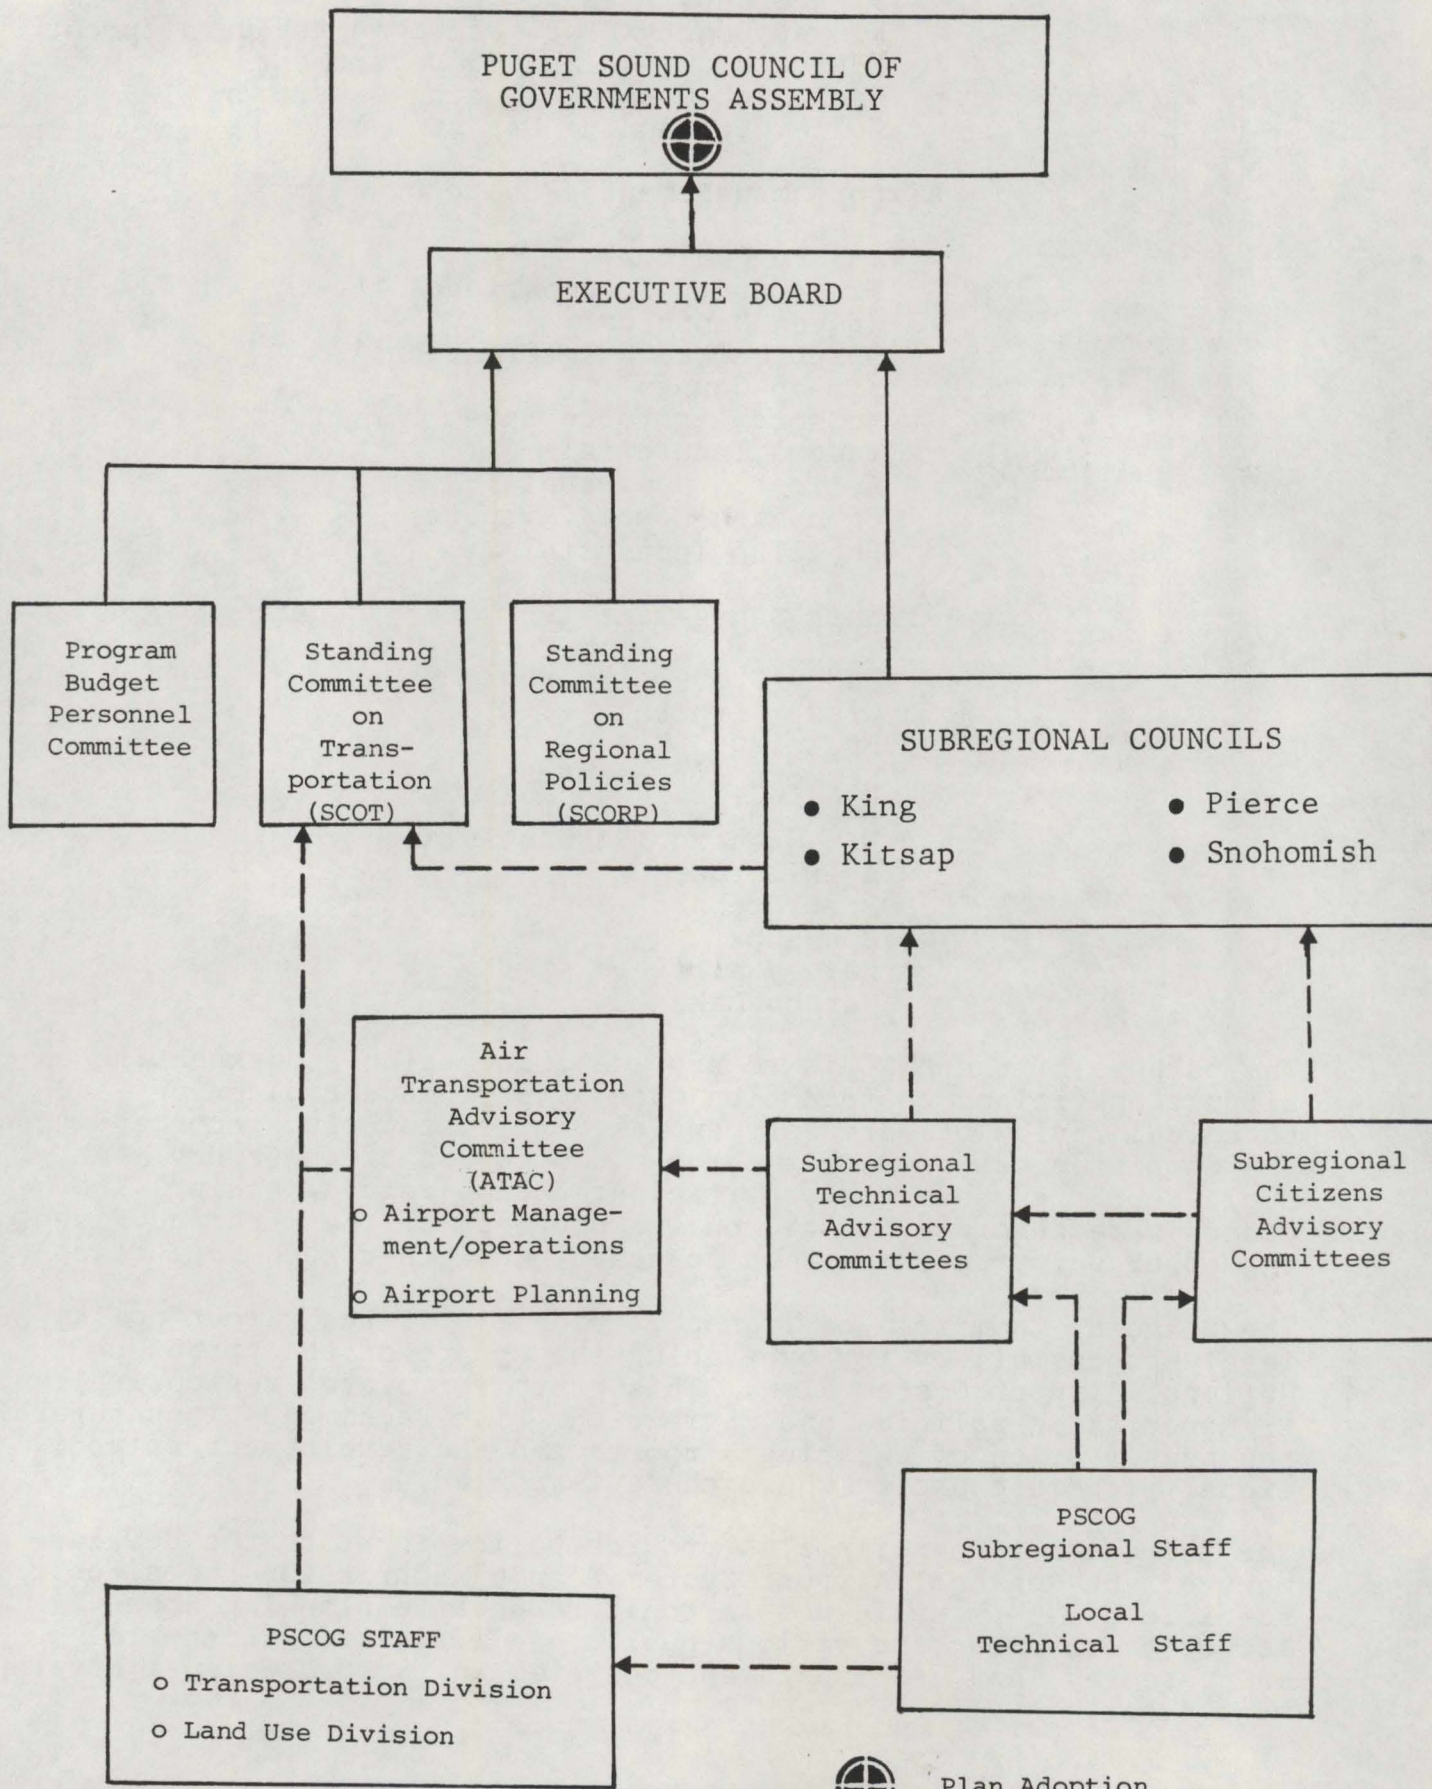 PUGET SOUND COUNCIL OF
GOVERNMENTS ASSEMBLY
EXECUTIVE BOARD
Program
Budget
Personnel
Committee
Standing
Committee
on
Trans-
portation
(SCOT)
Standing
Committee
on
Regional
Policies
(SCORP)
SUBREGIONAL COUNCILS
● King
● Kitsap
● Pierce
● Snohomish
Air
Transportation
Advisory
Committee
(ATAC)
o Airport Manage-
ment/operations
o Airport Planning
Subregional
Technical
Advisory
Committees
Subregional
Citizens
Advisory
Committees
PSCOG
Subregional Staff
Local
Technical Staff
PSCOG STAFF
o Transportation Division
o Land Use Division
Plan Adoption